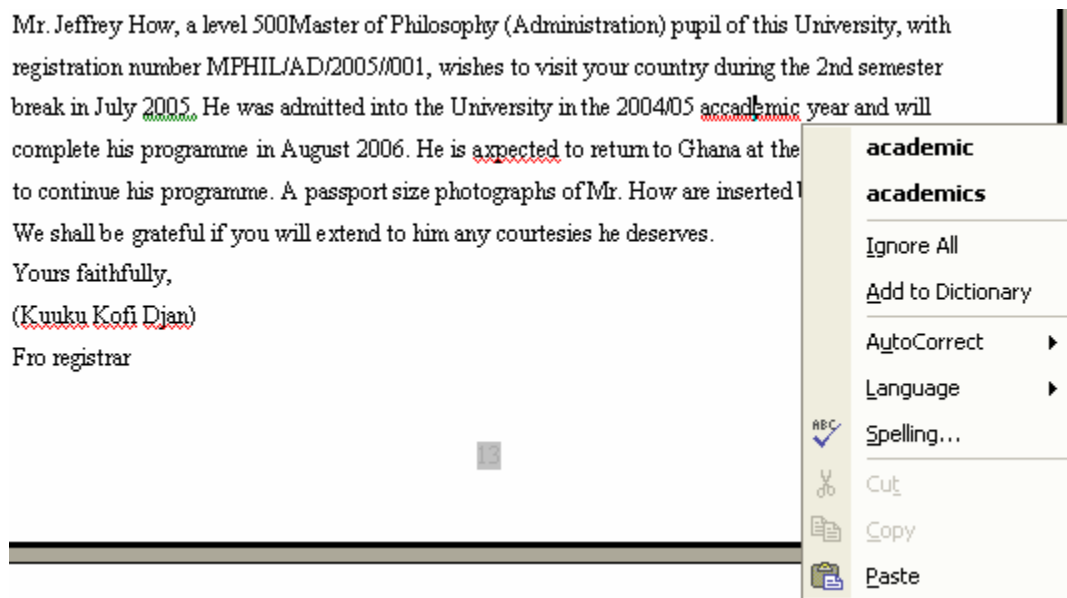 Mr. Jeffrey How, a level 500Master of Philosophy (Administration) pupil of this University, with
registration number MPHIL/AD/2005//001, wishes to visit your country during the 2nd semester
break in July 2005. He was admitted into the University in the 2004/05 accademic year and will
complete his programme in August 2006. He is axpected to return to Ghana at the
to continue his programme. A passport size photographs of Mr. How are inserted
We shall be grateful if you will extend to him any courtesies he deserves.
Yours faithfully,
(Kuuku Kofi Djan)
Fro registrar
13
academic
academics
Ignore All
Add to Dictionary
AutoCorrect
Language
ABC Spelling...
Cut
Copy
Paste